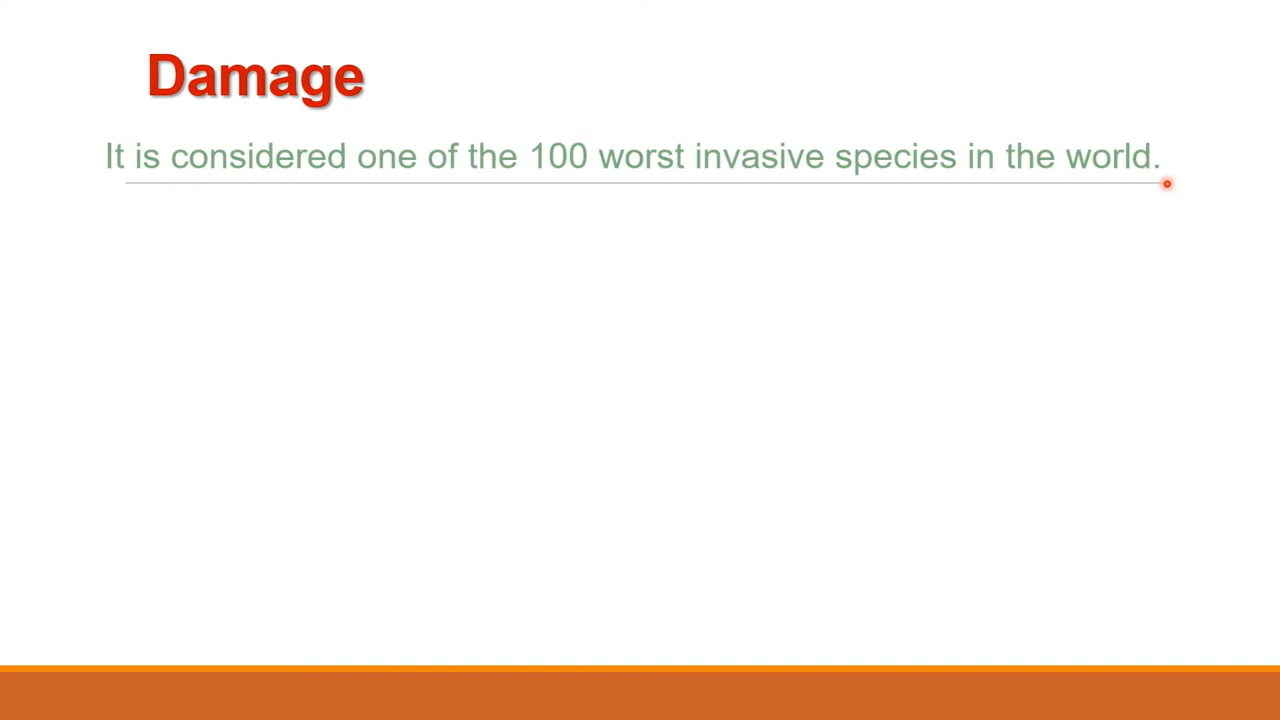 Damage
It is considered one of the 100 worst invasive species in the world.